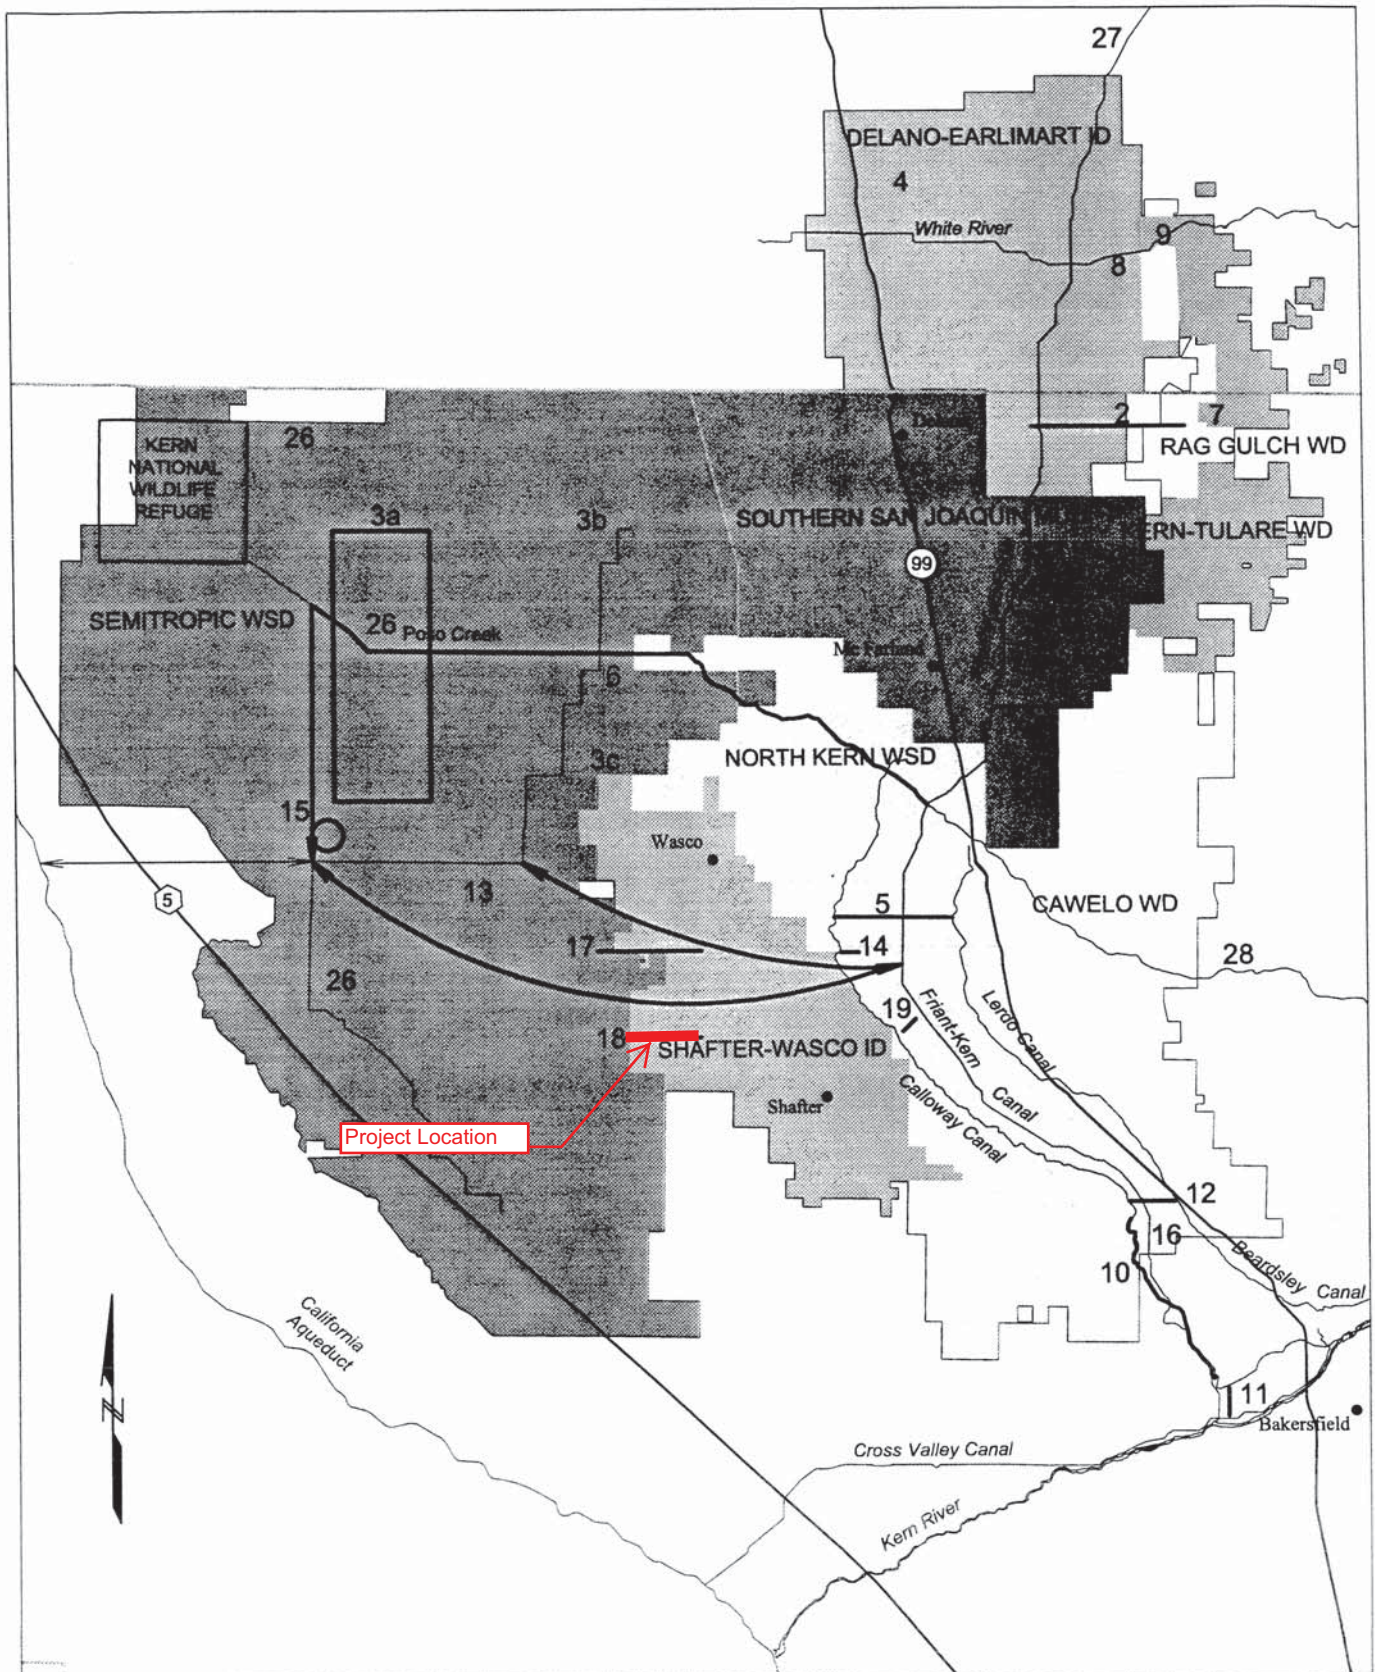 27
DELANO-EARLIMART ID
4
White River
9
8
2
7
RAG GULCH WD
Delano
KERN
NATIONAL
WILDLIFE
REFUGE
26
3a
3b
SOUTHERN SAN JOAQUIN
ERN-TULARE WD
99
SEMITROPIC WSD
26
Poso Creek
Mc Farland
6
NORTH KERN WSD
3c
15
Wasco
5
13
5
CAWELO WD
17
14
28
26
19
Friant-Kern
Canal
Lerdo Canal
18
SHAFTER-WASCO ID
Calloway Canal
Shafter
Project Location
12
16
10
Beardsley Canal
California
Aqueduct
N
11
Bakersfield
Cross Valley Canal
Kern River